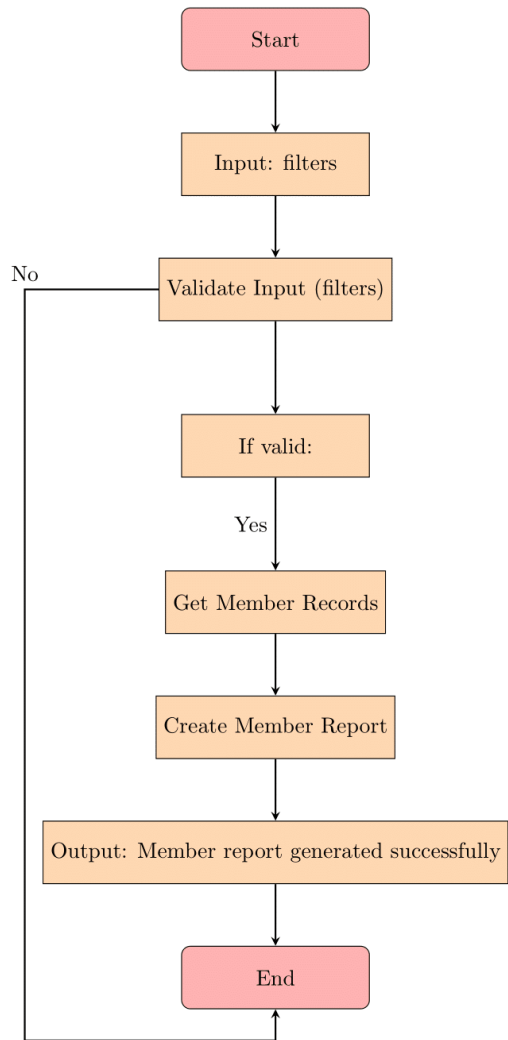 Start
Input: filters
No
Validate Input (filters)
If valid:
Yes
Get Member Records
Create Member Report
Output: Member report generated successfully
End